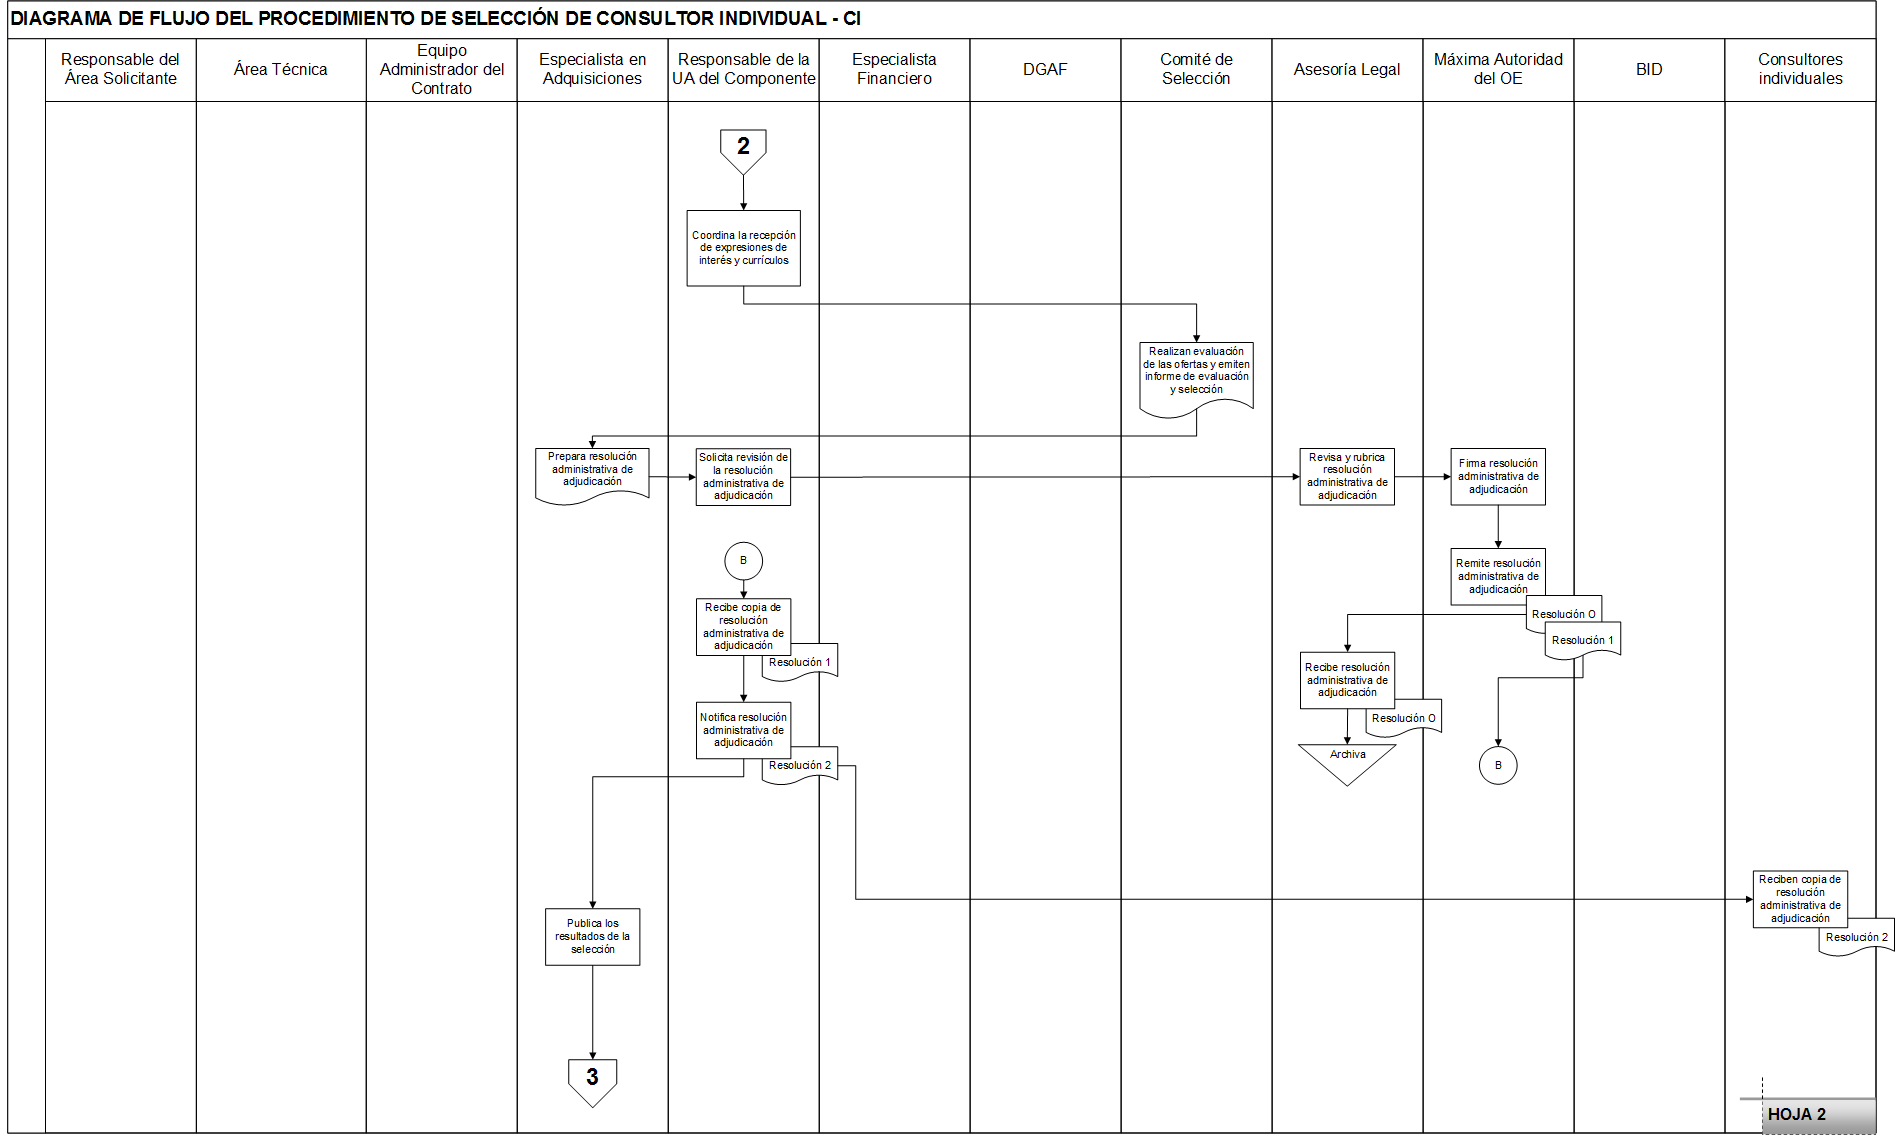 DIAGRAMA DE FLUJO DEL PROCEDIMIENTO DE SELECCIÓN DE CONSULTOR INDIVIDUAL - CI
Responsable del
Área Solicitante
Área Técnica
Equipo
Administrador del
Contrato
Especialista en
Adquisiciones
Responsable de la
UA del Componente
Especialista
Financiero
DGAF
Comité de
Selección
Asesoría Legal
Máxima Autoridad
del OE
BID
Consultores
individuales
2
Coordina la recepción
de expresiones de
interés y currículos
Realizan evaluación
de las ofertas y emiten
informe de evaluación
y selección
Prepara resolución
administrativa de
adjudicación
Solicita revisión de
la resolución
administrativa de
adjudicación
Revisa y rubrica
resolución
administrativa de
adjudicación
Firma resolución
administrativa de
adjudicación
Remite resolución
administrativa de
adjudicación
Resolución O
Resolución 1
B
Recibe copia de
resolución
administrativa de
adjudicación
Resolución 1
Recibe resolución
administrativa de
adjudicación
Resolución O
Archiva
B
Notifica resolución
administrativa de
adjudicación
Resolución 2
Reciben copia de
resolución
administrativa de
adjudicación
Resolución 2
Publica los
resultados de la
selección
3
HOJA 2